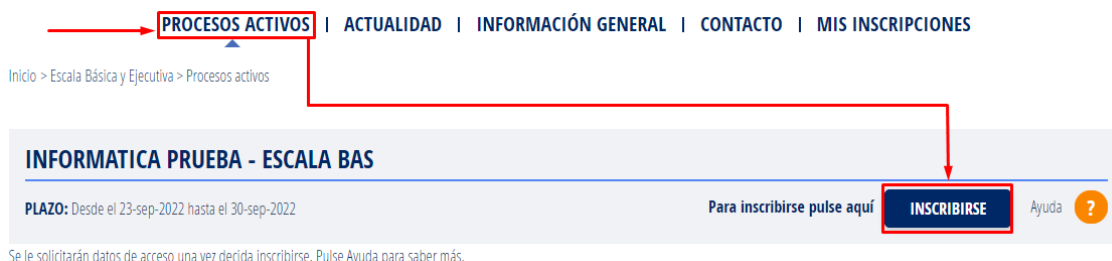 PROCESOS ACTIVOS | ACTUALIDAD | INFORMACIÓN GENERAL | CONTACTO | MIS INSCRIPCIONES
Inicio > Escala Básica y Ejecutiva > Procesos activos
INFORMATICA PRUEBA - ESCALA BAS
PLAZO: Desde el 23-sep-2022 hasta el 30-sep-2022 Para inscribirse pulse aquí INSCRIBIRSE Ayuda ?
Se le solicitarán datos de acceso una vez decida inscribirse. Pulse Ayuda para saber más.